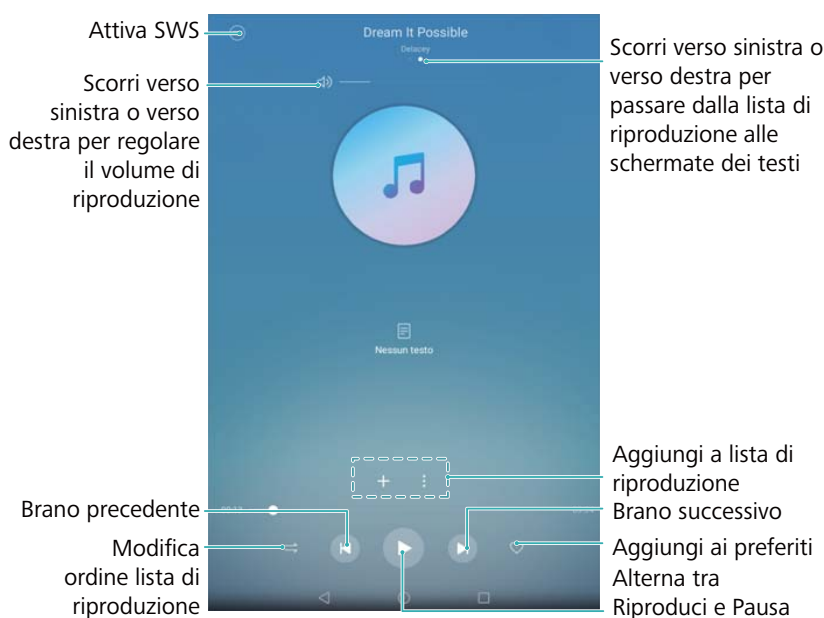 Attiva SWS
Dream It Possible
Delacey
Scorri verso
sinistra o verso
destra per regolare
il volume di
riproduzione
Scorri verso sinistra o
verso destra per
passare dalla lista di
riproduzione alle
schermate dei testi
Nessun testo
Aggiungi a lista di
riproduzione
Brano precedente
Brano successivo
Modifica
ordine lista di
riproduzione
Aggiungi ai preferiti
Alterna tra
Riproduci e Pausa